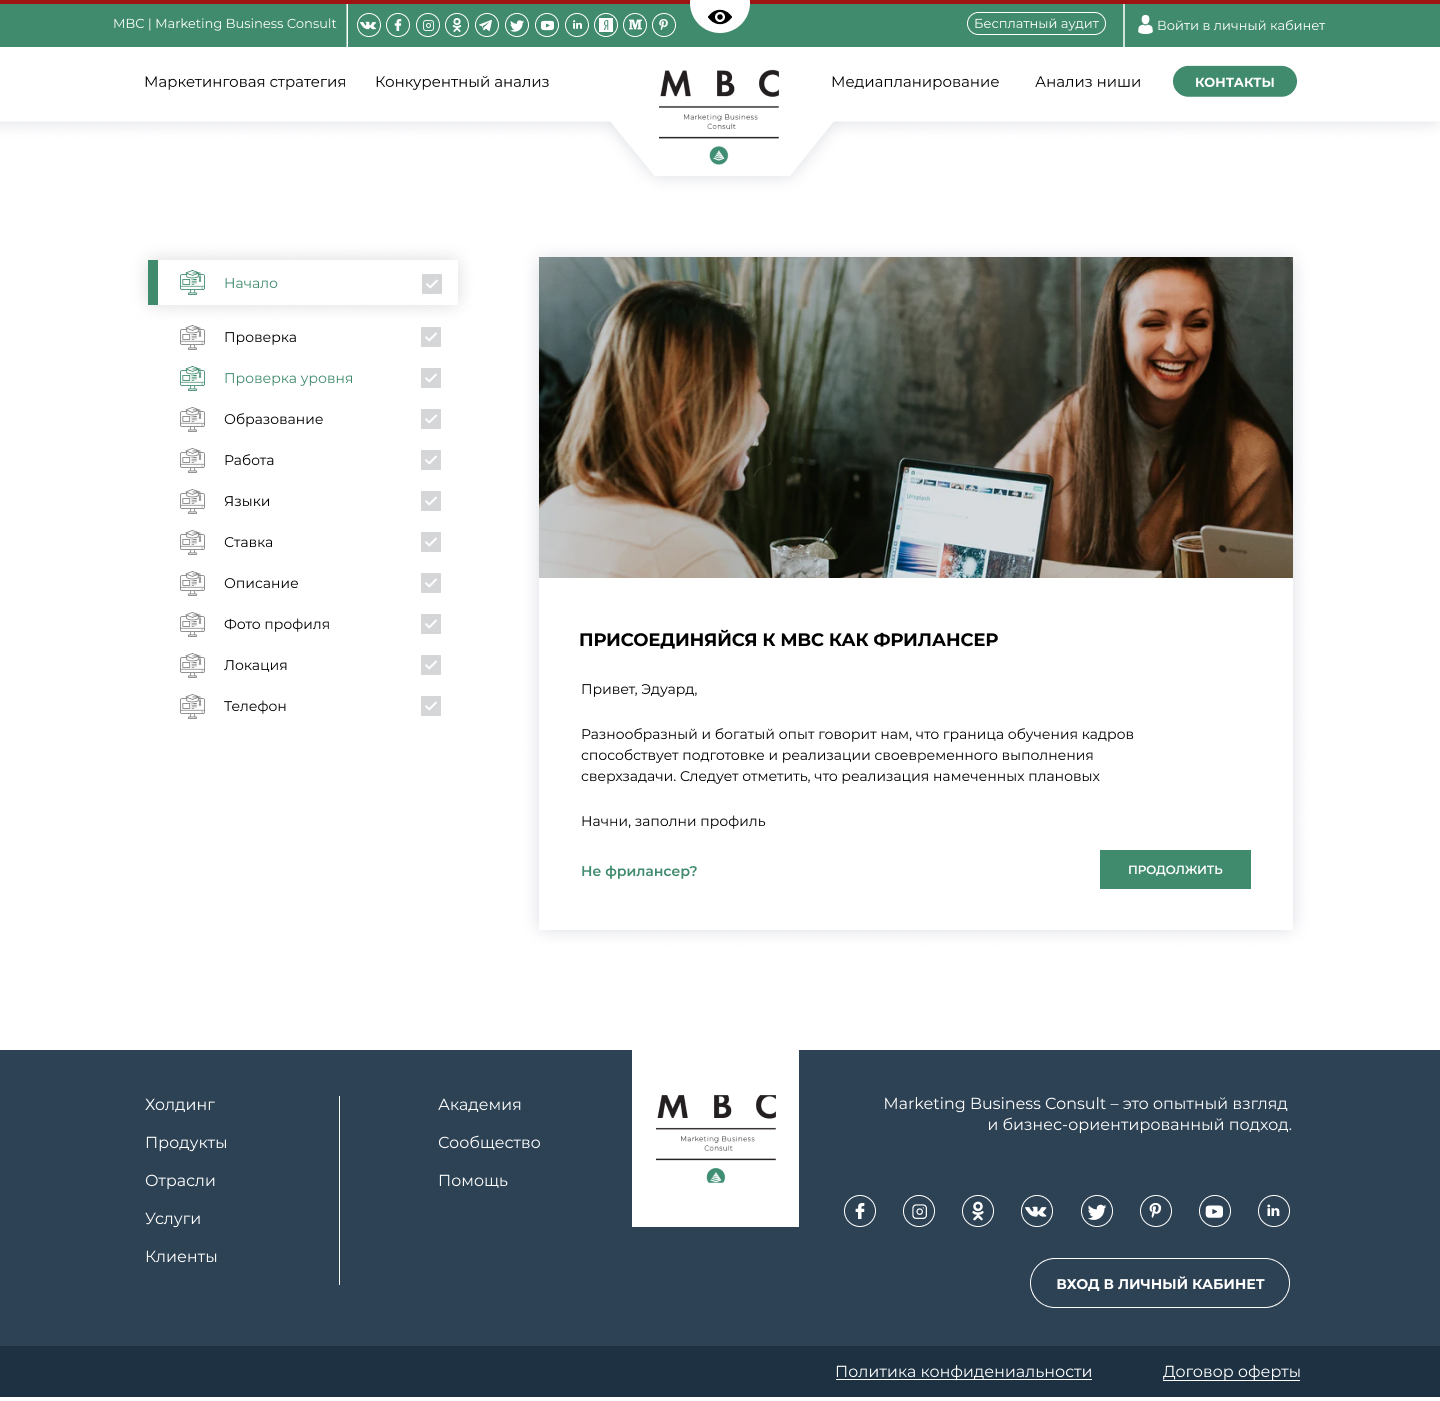 MBC | Marketing Business Consult
Бесплатный аудит
Войти в личный кабинет
Маркетинговая стратегия
Конкурентный анализ
M B C
Marketing Business
Consult
Медиапланирование
Анализ ниши
КОНТАКТЫ
Начало
Проверка
Проверка уровня
Образование
Работа
Языки
Ставка
Описание
Фото профиля
Локация
Телефон
Unsplash
ПРИСОЕДИНЯЙСЯ К MBC КАК ФРИЛАНСЕР
Привет, Эдуард,
Разнообразный и богатый опыт говорит нам, что граница обучения кадров
способствует подготовке и реализации своевременного выполнения
сверхзадачи. Следует отметить, что реализация намеченных плановых
Начни, заполни профиль
Не фрилансер?
ПРОДОЛЖИТЬ
Холдинг
Продукты
Отрасли
Услуги
Клиенты
Академия
Сообщество
Помощь
M B C
Marketing Business
Consult
Marketing Business Consult – это опытный взгляд
и бизнес-ориентированный подход.
ВХОД В ЛИЧНЫЙ КАБИНЕТ
Политика конфидениальности
Договор оферты